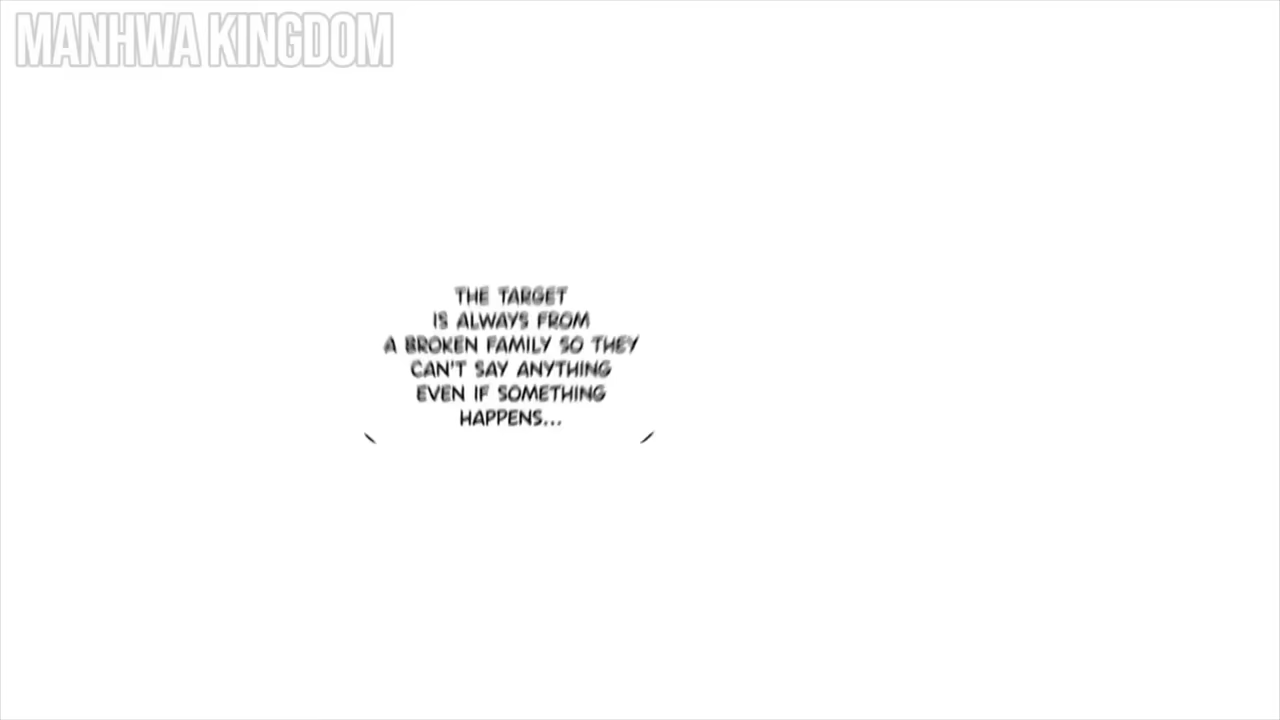 MANHWA KINGDOM
THE TARGET
IS ALWAYS FROM
A BROKEN FAMILY SO THEY
CAN'T SAY ANYTHING
EVEN IF SOMETHING
HAPPENS...